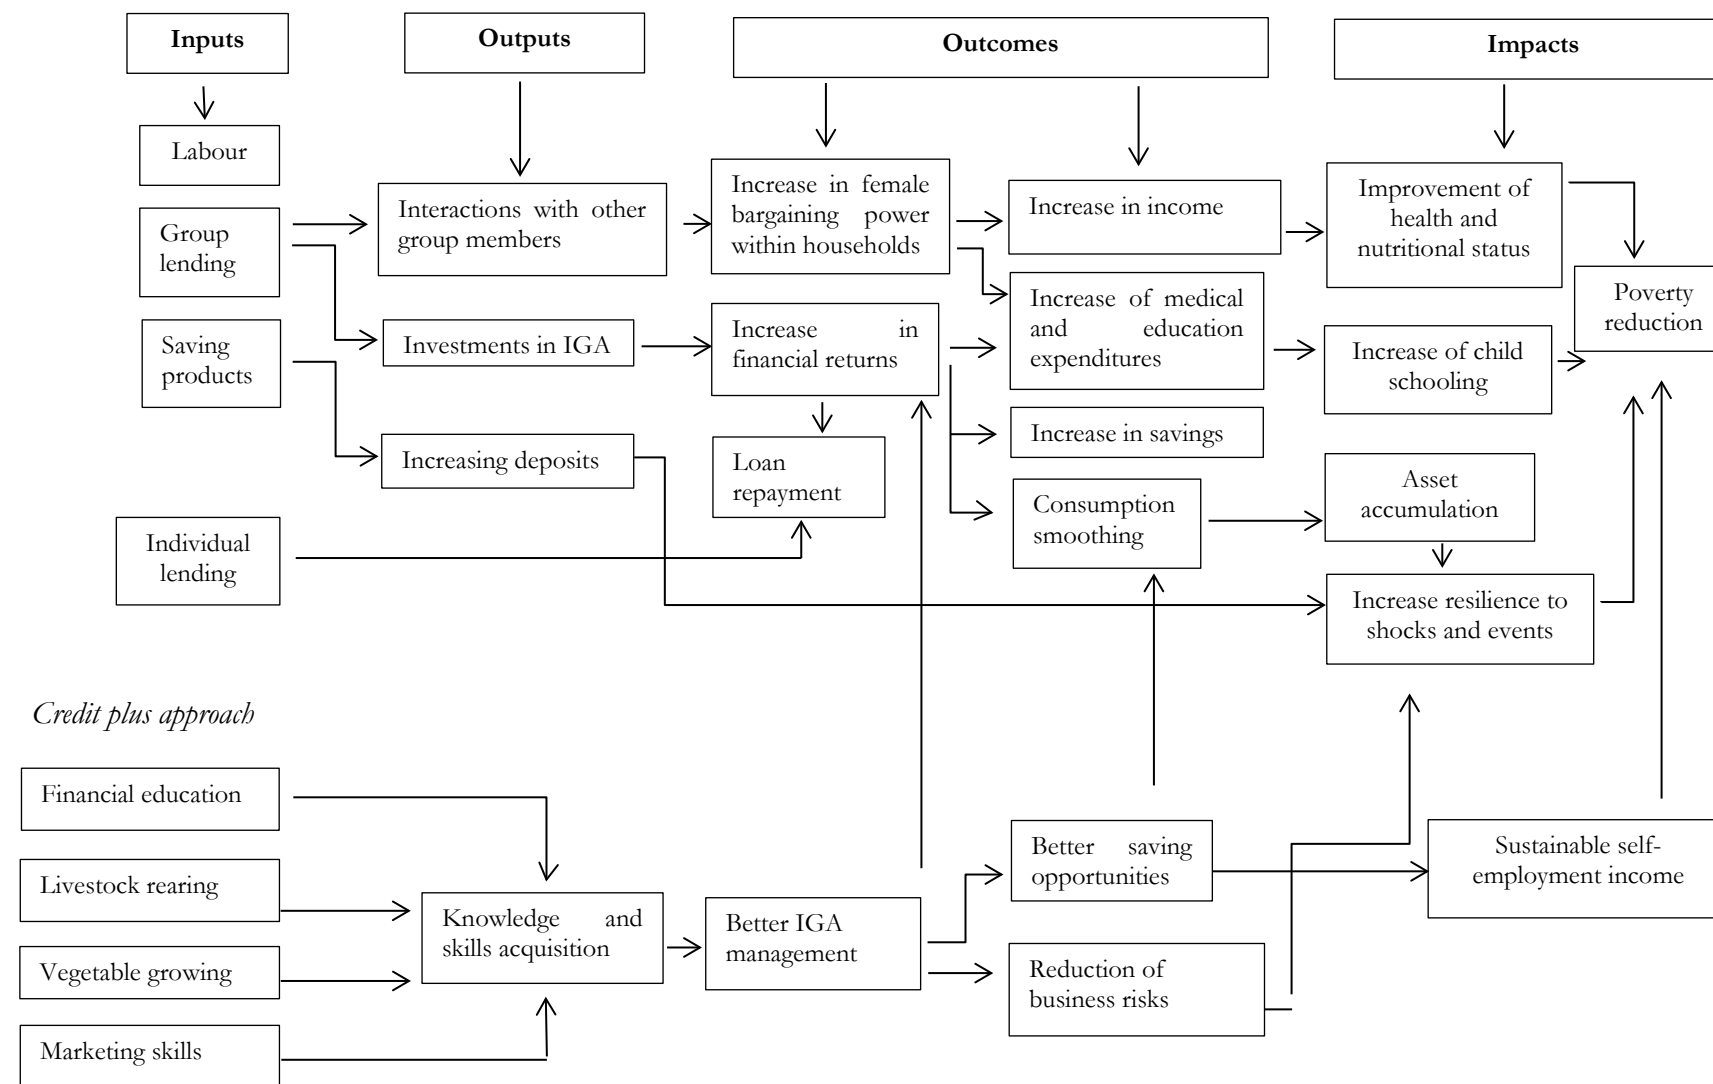 Inputs
Outputs
Outcomes
Impacts
Labour
Group
lending
Saving
products
Individual
lending
Interactions with other
group members
Investments in IGA
Increasing deposits
Increase in female
bargaining power
within households
Increase in
financial returns
Loan
repayment
Increase in income
Increase of medical
and education
expenditures
Increase in savings
Consumption
smoothing
Improvement of
health and
nutritional status
Increase of child
schooling
Asset
accumulation
Increase resilience to
shocks and events
Poverty
reduction
Credit plus approach
Financial education
Livestock rearing
Vegetable growing
Marketing skills
Knowledge and
skills acquisition
Better IGA
management
Better saving
opportunities
Reduction of
business risks
Sustainable self-
employment income